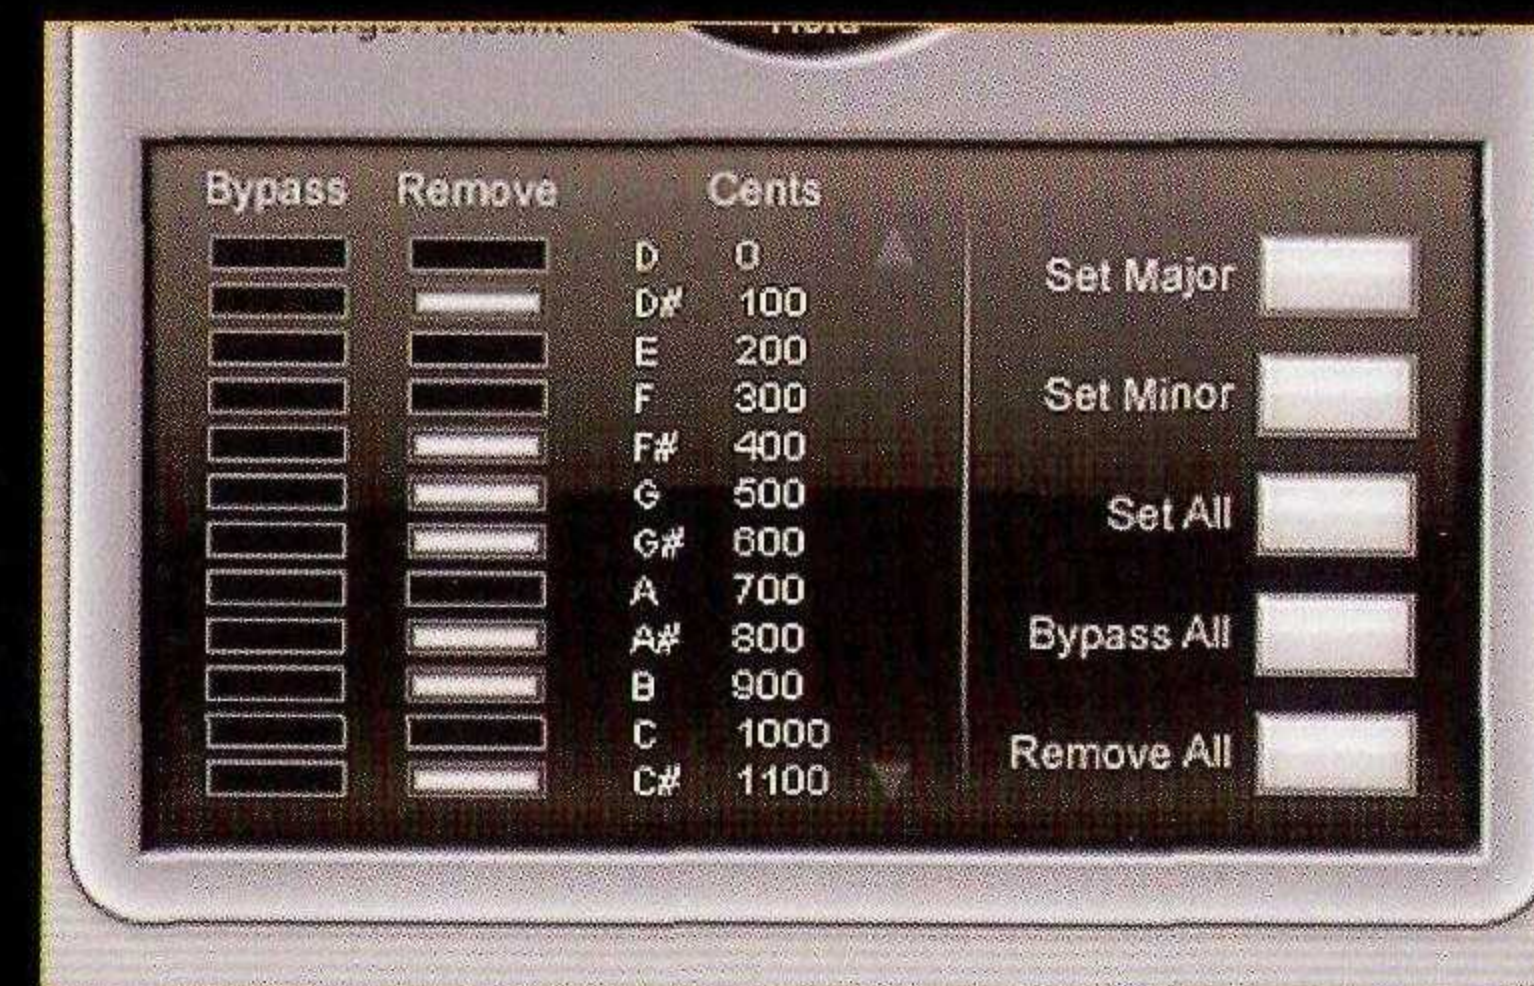 Bypass Remove Cents
D 0
D# 100
E 200
F 300
F# 400
G 500
G# 600
A 700
A# 800
B 900
C 1000
C# 1100
Set Major
Set Minor
Set All
Bypass All
Remove All